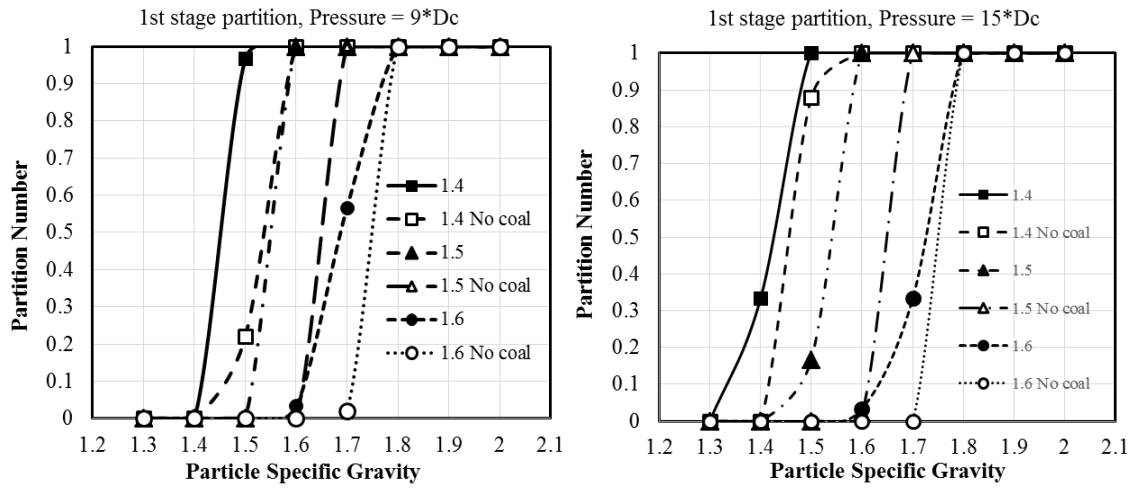 1st stage partition, Pressure = 9*Dc
1
0.9
0.8
0.7
0.6
0.5
0.4
0.3
0.2
0.1
0
Partition Number
1.4
1.4 No coal
1.5
1.5 No coal
1.6
1.6 No coal
1.2 1.3 1.4 1.5 1.6 1.7 1.8 1.9 2.0 2.1
Particle Specific Gravity
1st stage partition, Pressure = 15*Dc
1
0.9
0.8
0.7
0.6
0.5
0.4
0.3
0.2
0.1
0
Partition Number
1.4
1.4 No coal
1.5
1.5 No coal
1.6
1.6 No coal
1.2 1.3 1.4 1.5 1.6 1.7 1.8 1.9 2 2.1
Particle Specific Gravity